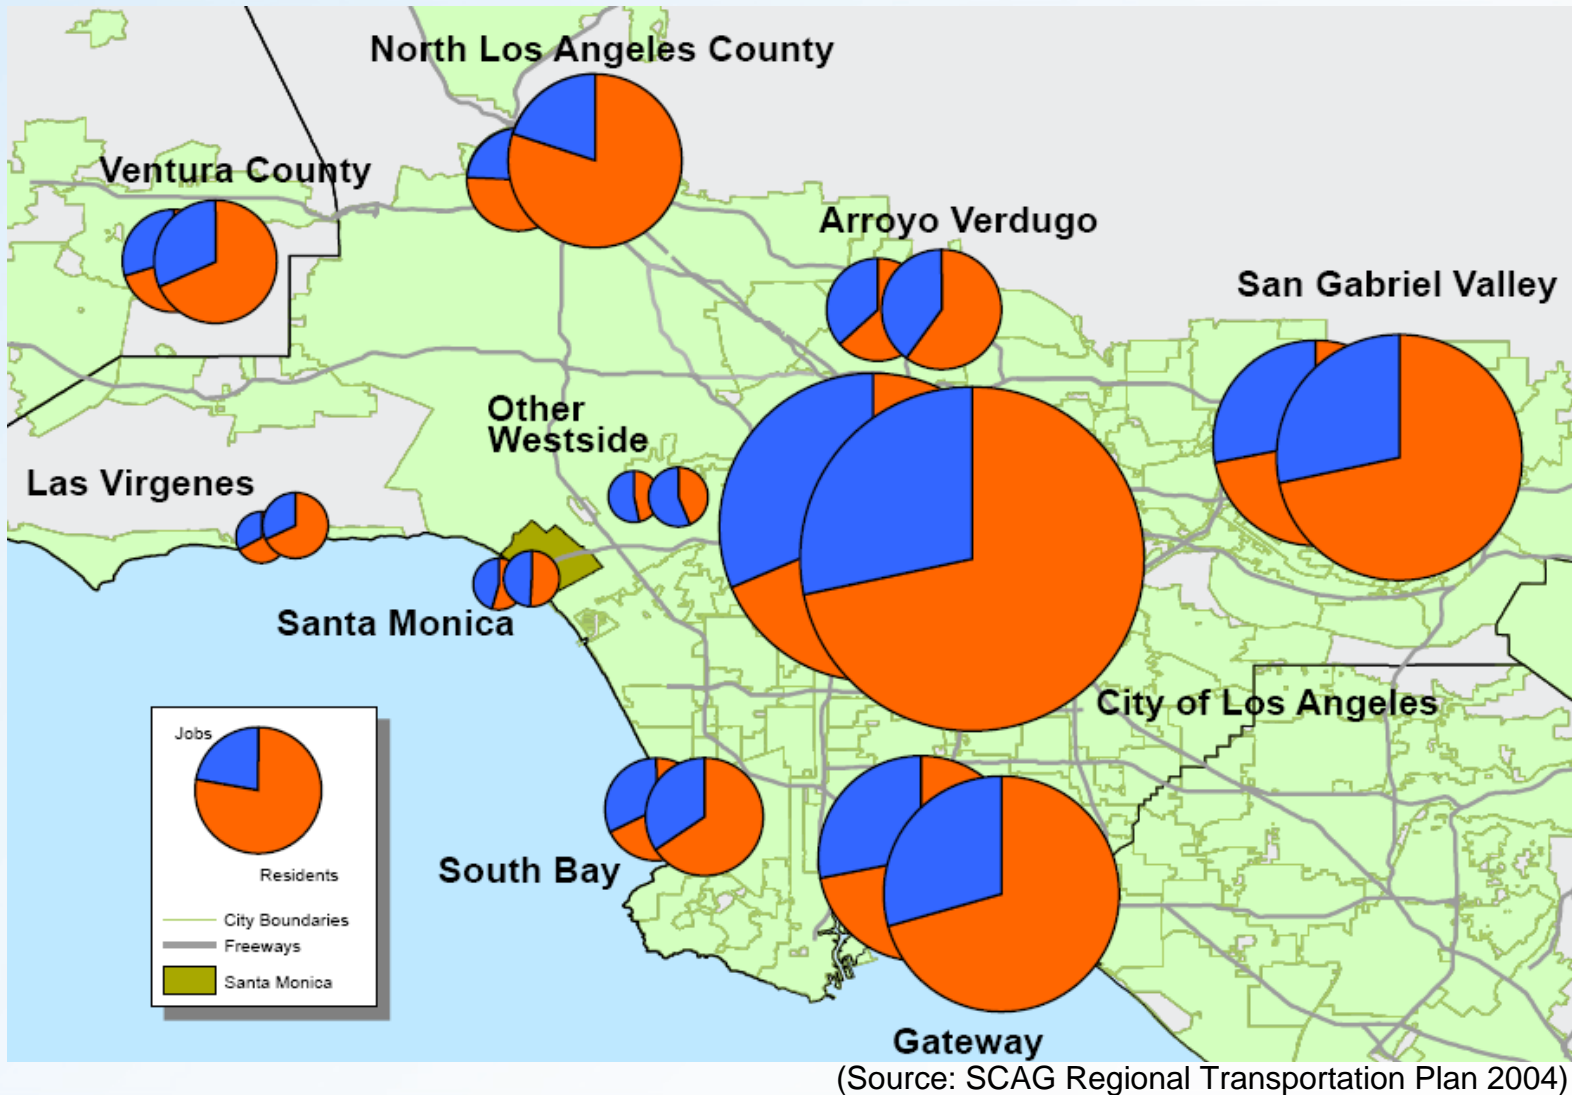 North Los Angeles County
Ventura County
Arroyo Verdugo
San Gabriel Valley
Other
Westside
Las Virgenes
Santa Monica
City of Los Angeles
South Bay
Gateway
Jobs
Residents
City Boundaries
Freeways
Santa Monica
(Source: SCAG Regional Transportation Plan 2004)